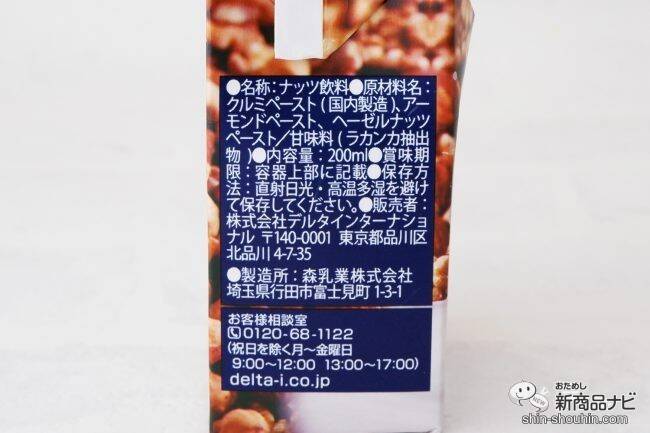 ●名称：ナッツ飲料●原材料名：
クルミペースト(国内製造)、アー
モンドペースト、ヘーゼルナッツ
ペースト／甘味料(ラカンカ抽出
物)●内容量：200ml●賞味期
限：容器上部に記載●保存方
法：直射日光・高温多湿を避け
て保存してください。●販売者：
株式会社デルタインターナショ
ナル 〒140-0001 東京都品川区
北品川4-7-35
●製造所：森乳業株式会社
埼玉県行田市富士見町1-3-1
お客様相談室
0120-68-1122
(祝日を除く月〜金曜日
9:00〜12:00 13:00〜17:00)
delta-i.co.jp
NEW
おためし
新商品ナビ
shin-shouhin.com